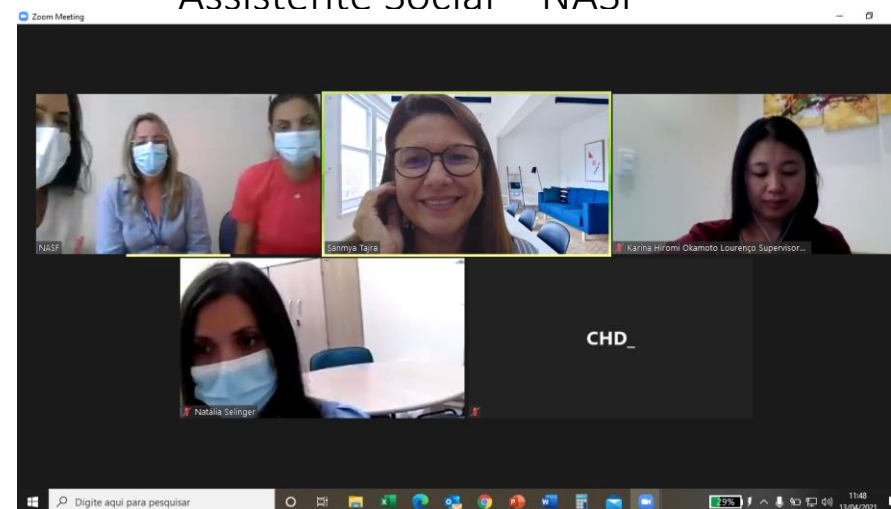 Assistente Social – NASF
Zoom Meeting
NASF
Sanmya Tajra
Karina Hiromi Okamoto Lourenço Supervisor...
CHD_
Natália Selinger
Digite aqui para pesquisar
29%
11:48
13/04/2021